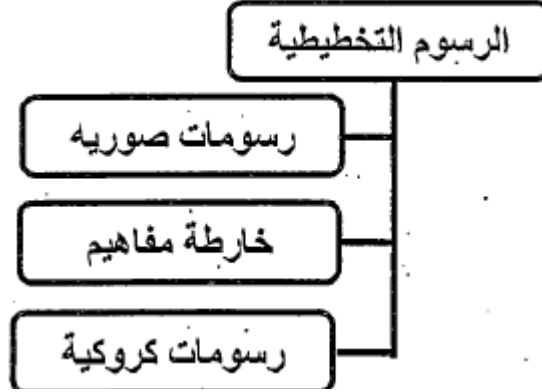 الرسوم التخطيطية
رسومات صوريه
خارطة مفاهيم
رسومات كروكية